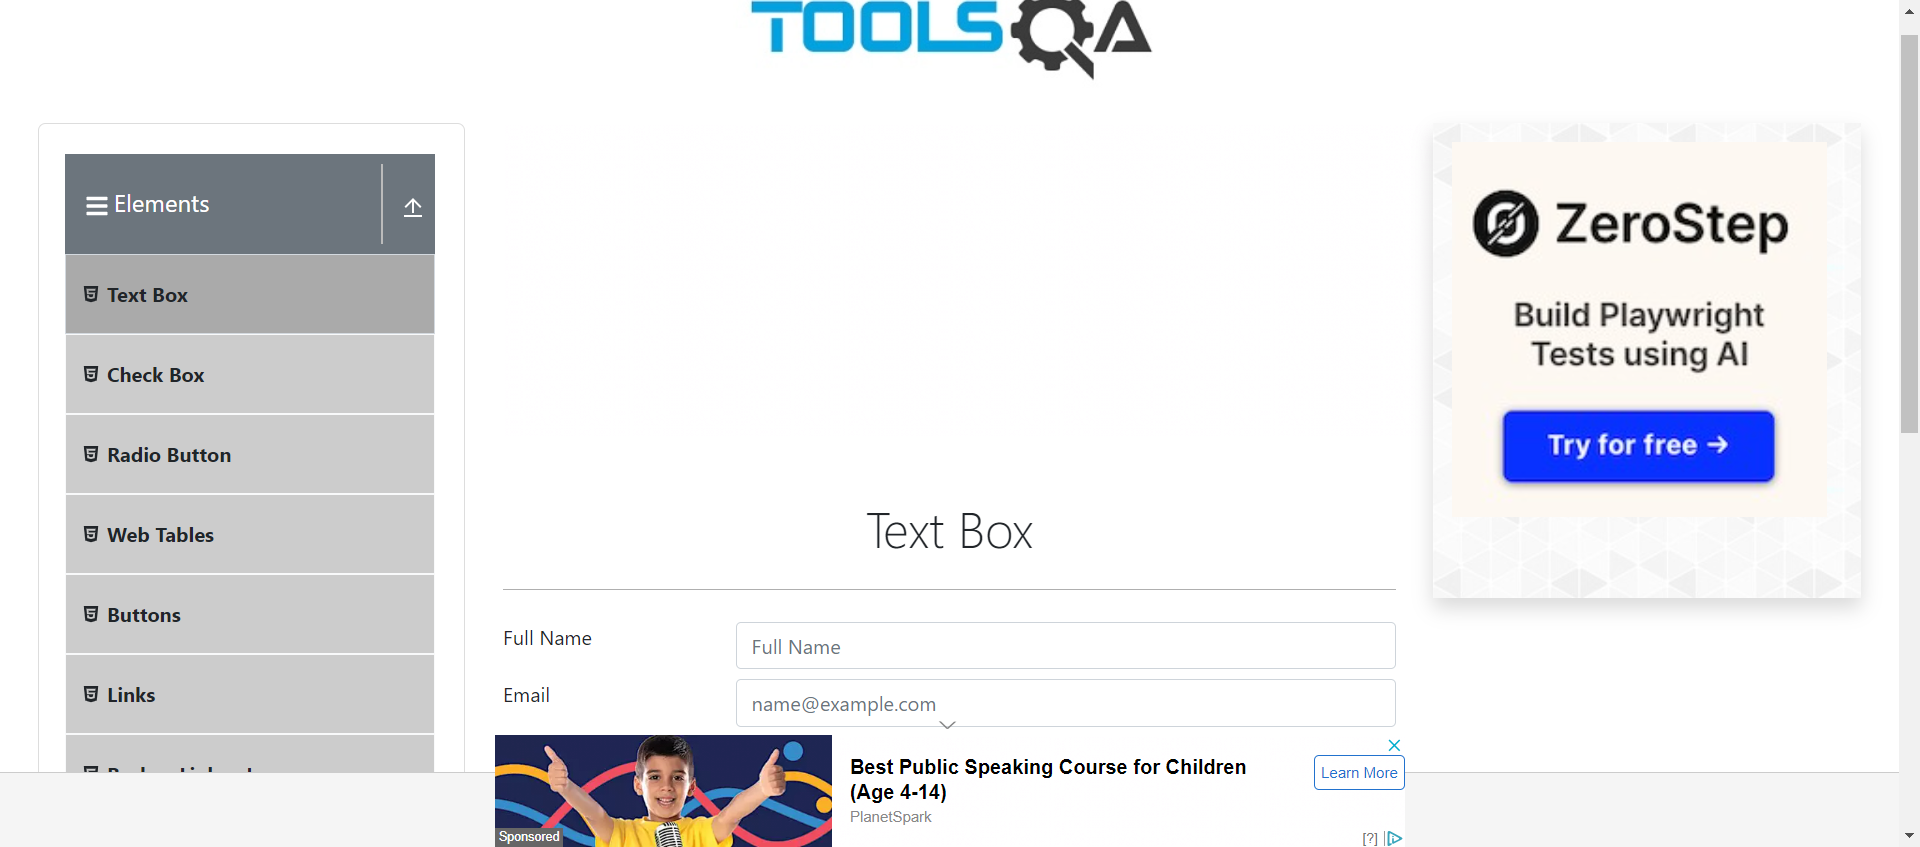 TOOLSQA
Elements
Text Box
Check Box
Radio Button
Web Tables
Buttons
Links
Text Box
Full Name
Full Name
Email
name@example.com
ZeroStep
Build Playwright
Tests using AI
Try for free →
Sponsored
Best Public Speaking Course for Children
(Age 4-14)
PlanetSpark
Learn More
[?]